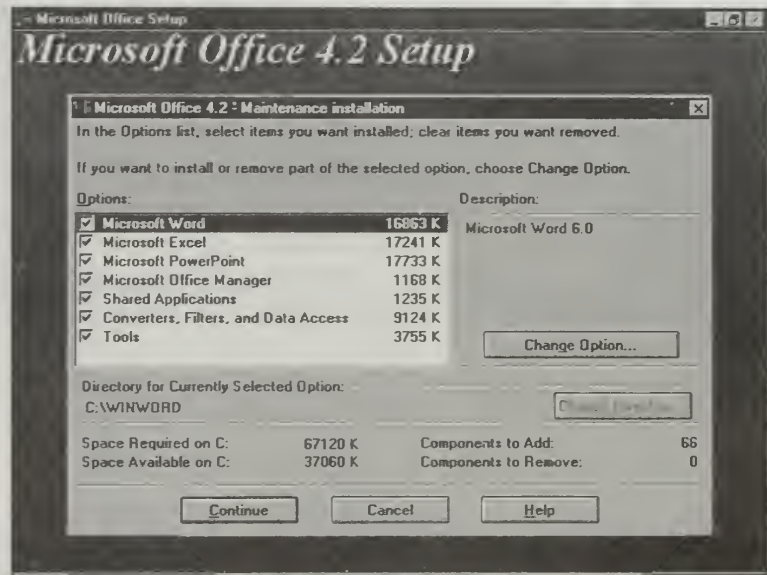 Microsoft Office Setup
Microsoft Office 4.2 Setup
Microsoft Office 4.2 - Maintenance installation
In the Options list, select items you want installed; clear items you want removed.
If you want to install or remove part of the selected option, choose Change Option.
Options:
Description:
Microsoft Word 16863 K
Microsoft Word 6.0
Microsoft Excel 17241 K
Microsoft PowerPoint 17733 K
Microsoft Office Manager 1168 K
Shared Applications 1235 K
Converters, Filters, and Data Access 9124 K
Tools 3755 K
Change Option...
Directory for Currently Selected Option:
C:\WINWORD
Space Required on C: 67120 K Components to Add: 66
Space Available on C: 37060 K Components to Remove: 0
Continue Cancel Help